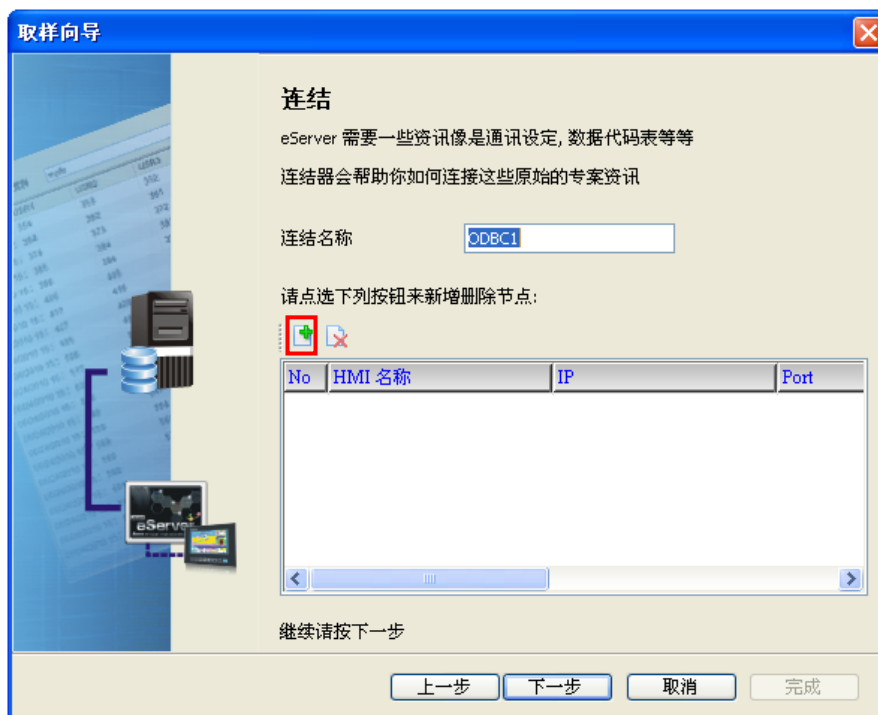 取样向导
连结
eServer 需要一些资讯像是通讯设定, 数据代码表等等
连结器会帮助你如何连接这些原始的专案资讯
连结名称 ODBC1
请点选下列按钮来新增删除节点:
No HMI 名称 IP Port
eServer
继续请按下一步
上一步 下一步 取消 完成